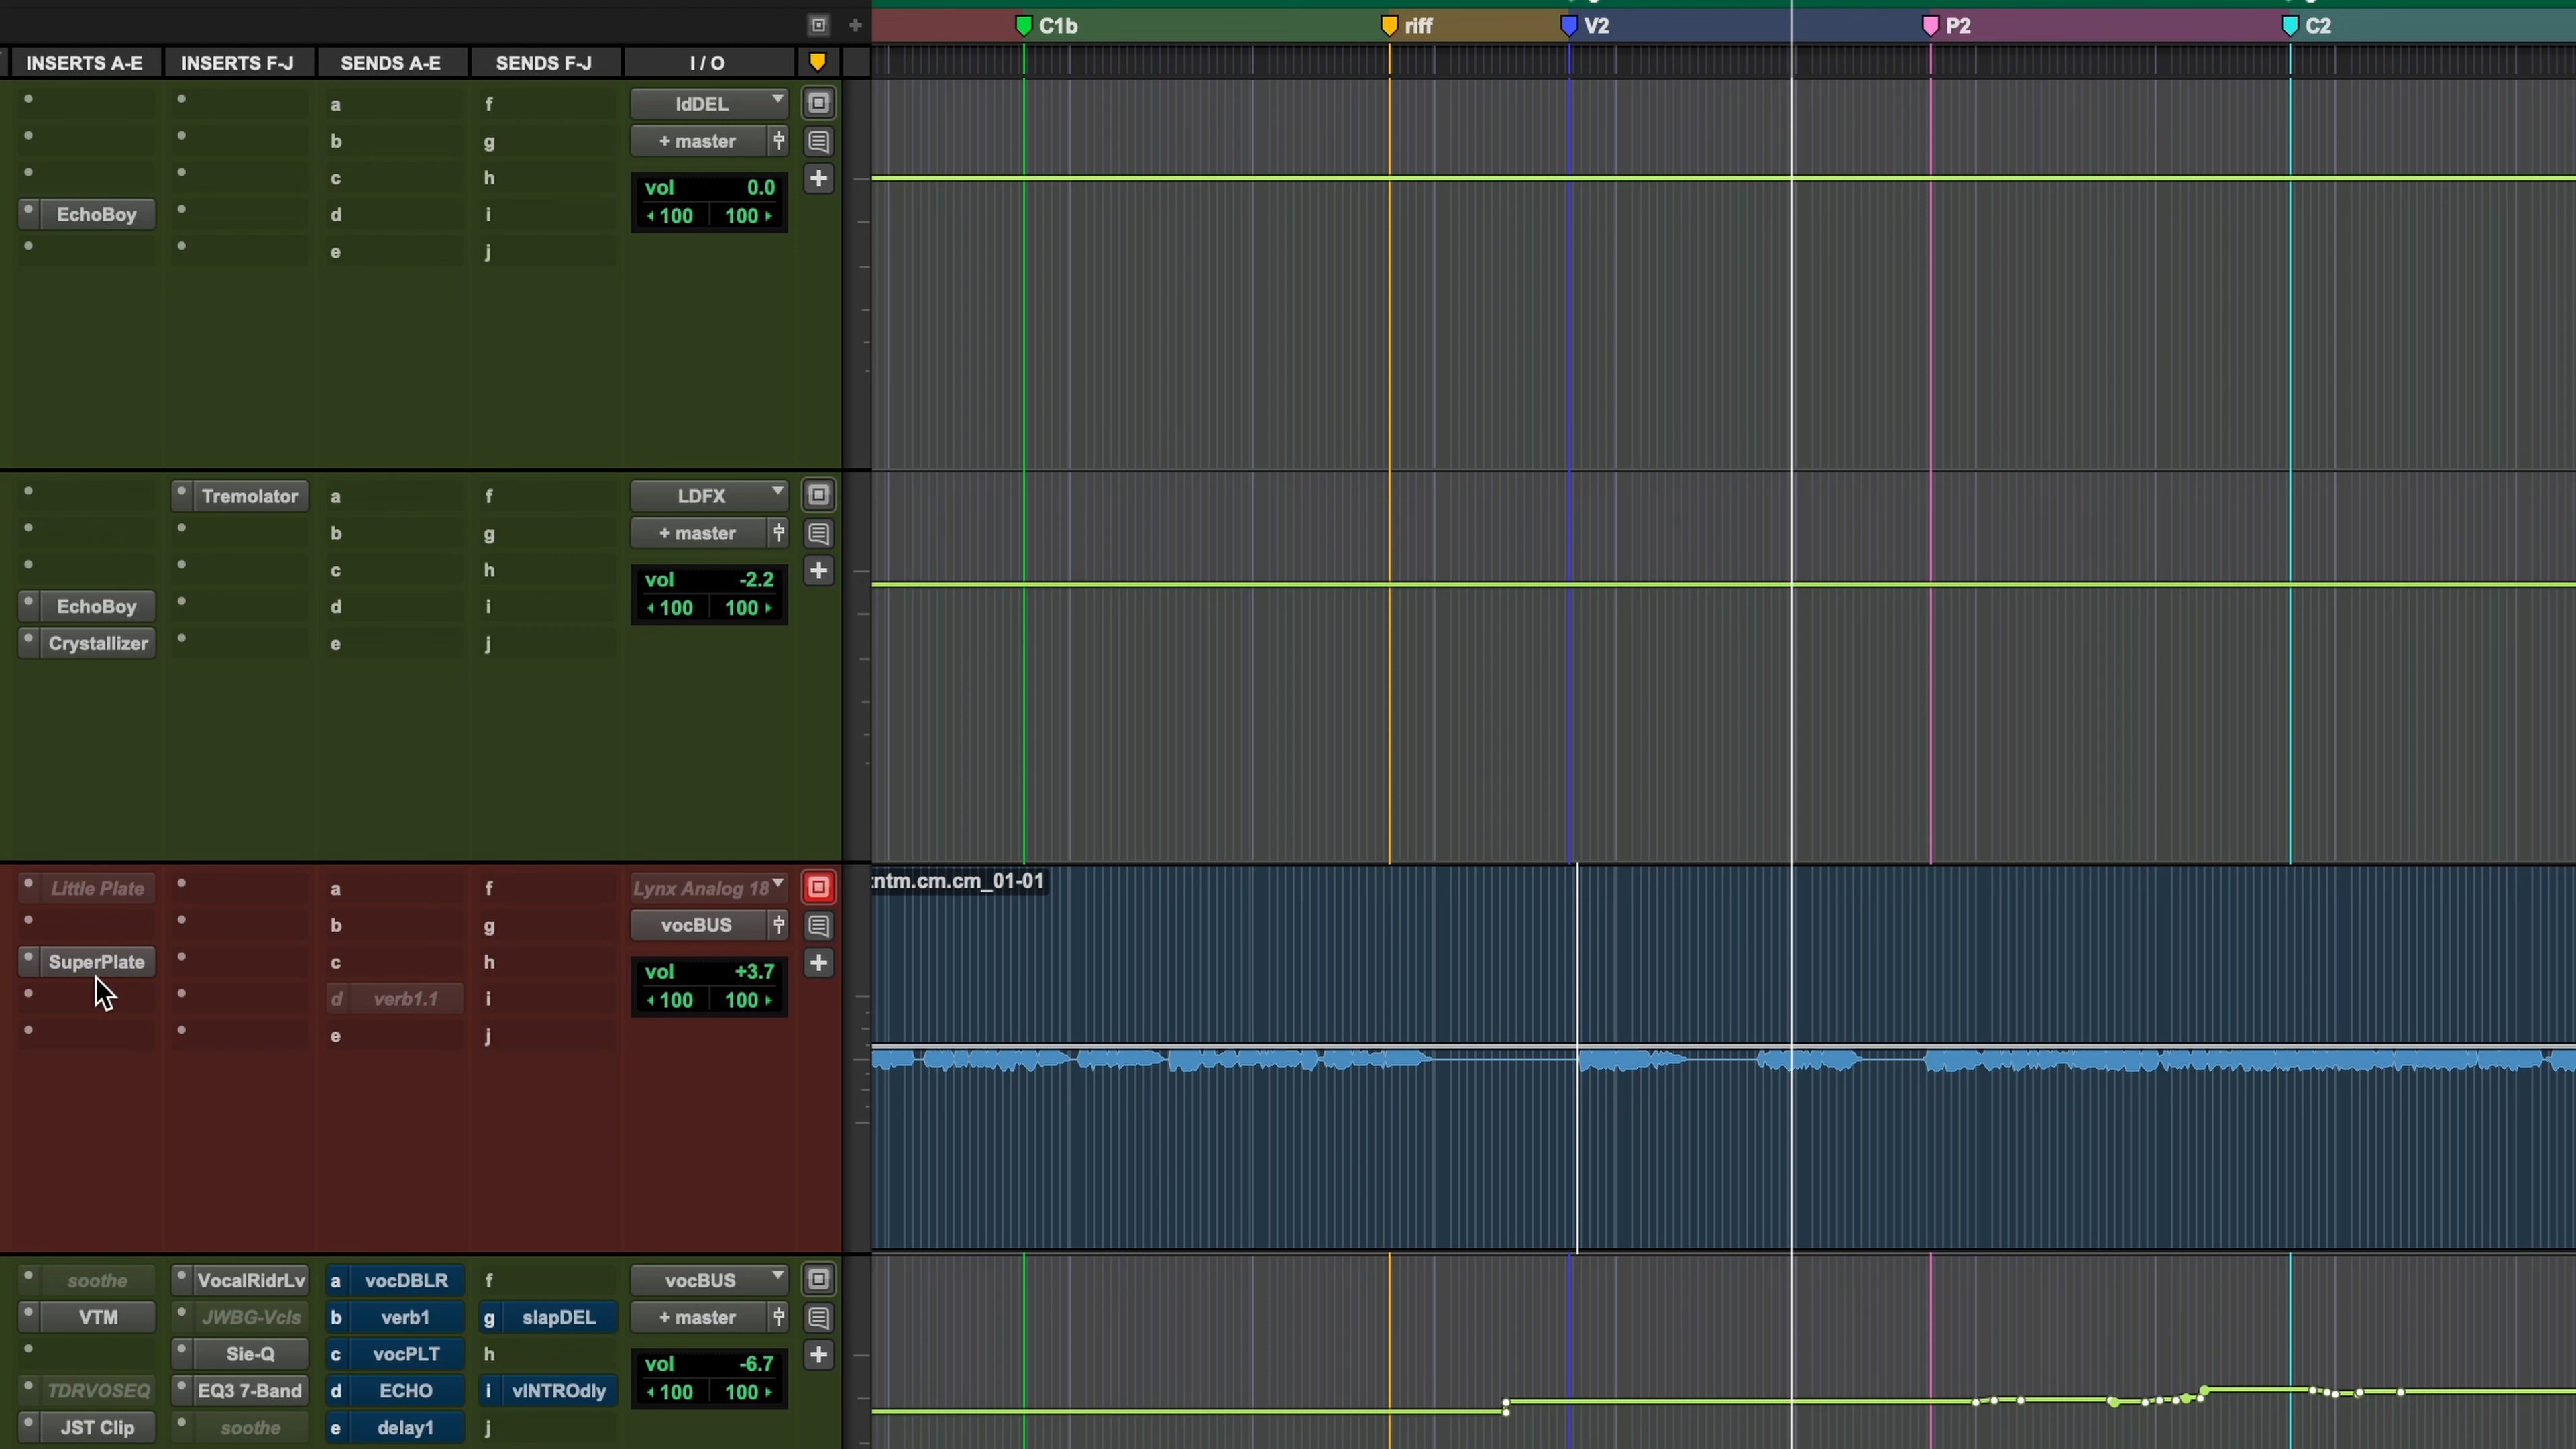 C1b riff V2 P2 C2
INSERTS A-E INSERTS F-J SENDS A-E SENDS F-J I / O
a f ldDEL
b g + master
c h vol 0.0
EchoBoy d i 100 100
e j
Tremolator a f LDFX
b g + master
c h vol -2.2
EchoBoy d i 100 100
Crystallizer e j
Little Plate a f Lynx Analog 18 ntm.cm.cm_01-01
b g vocBUS
SuperPlate c h vol +3.7
d verb1.1 i 100 100
e j
soothe VocalRidrLv a vocDBLR f vocBUS
VTM JWBG-Vcls b verb1 g slapDEL + master
Sie-Q c vocPLT h vol -6.7
TDRVOSEQ EQ3 7-Band d ECHO i vINTROdly 100 100
JST Clip soothe e delay1 j